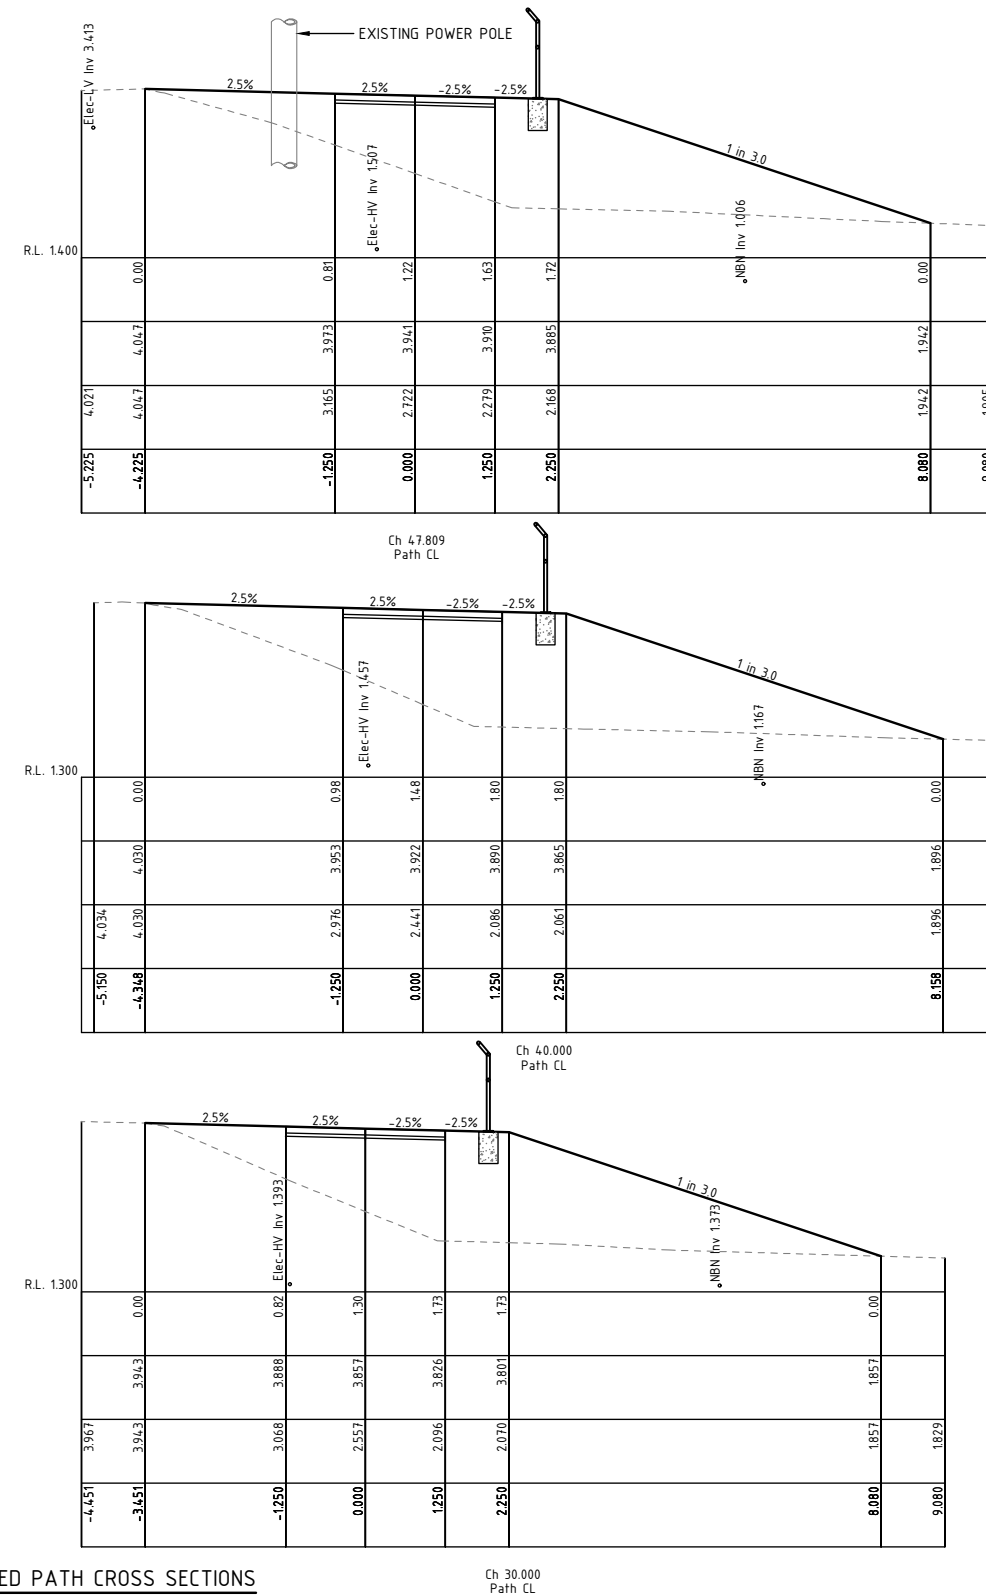 EXISTING POWER POLE
Elec-LV Inv 3.413
2.5% 2.5% -2.5% -2.5%
1 in 3.0
Elec-HV Inv 1.507
NBN Inv 1.006
R.L. 1.400
0.00 0.81 1.22 1.63 1.72 0.00
4.047 3.973 3.941 3.910 3.885 1.942
4.021 4.047 3.165 2.722 2.279 2.168 1.942
-5.225 -4.225 -1.250 0.000 1.250 2.250 8.080
Ch 47.809
Path CL
2.5% 2.5% -2.5% -2.5%
1 in 3.0
Elec-HV Inv 1.457
NBN Inv 1.167
R.L. 1.300
0.00 0.98 1.48 1.80 1.80 0.00
4.030 3.953 3.922 3.890 3.865 1.896
4.034 4.030 2.976 2.441 2.086 2.061 1.896
-5.150 -4.348 -1.250 0.000 1.250 2.250 8.158
Ch 40.000
Path CL
2.5% 2.5% -2.5% -2.5%
1 in 3.0
Elec-HV Inv 1.393
NBN Inv 1.373
R.L. 1.300
0.00 0.82 1.30 1.73 1.73 0.00
3.943 3.888 3.857 3.826 3.801 1.857
3.967 3.943 3.068 2.557 2.096 2.070 1.857 1.829
-4.451 -3.451 -1.250 0.000 1.250 2.250 8.080 9.080
Ch 30.000
Path CL
ED PATH CROSS SECTIONS